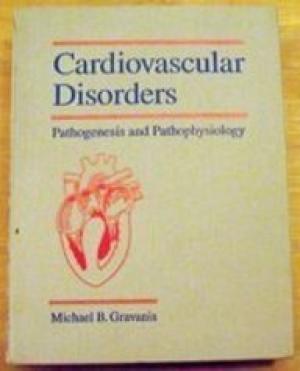 Cardiovascular
Disorders
Pathogenesis and Pathophysiology
Michael B. Gravanis